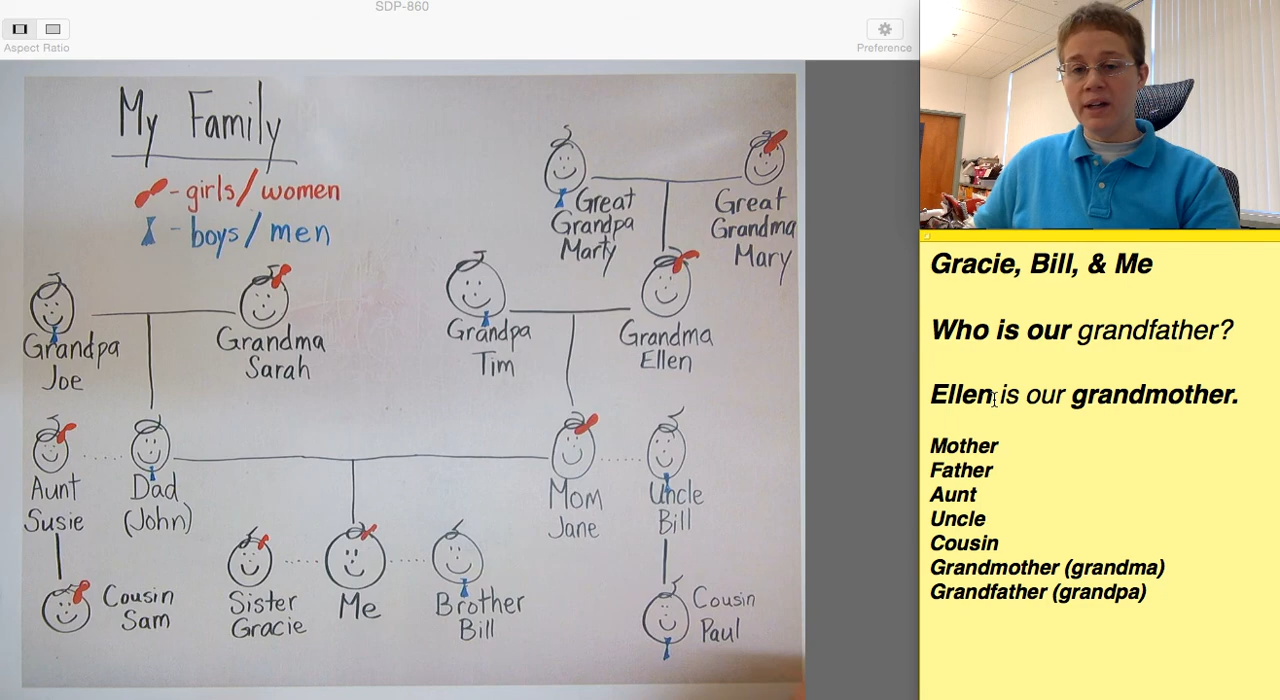 SDP-860
Aspect Ratio
Preference
My Family
- girls/women
- boys/men
Great
Grandpa
Marty
Great
Grandma
Mary
Grandpa
Joe
Grandma
Sarah
Grandpa
Tim
Grandma
Ellen
Aunt
Susie
Dad
(John)
Mom
Jane
Uncle
Bill
Cousin
Sam
Sister
Gracie
Me
Brother
Bill
Cousin
Paul
Gracie, Bill, & Me
Who is our grandfather?
Ellen is our grandmother.
Mother
Father
Aunt
Uncle
Cousin
Grandmother (grandma)
Grandfather (grandpa)